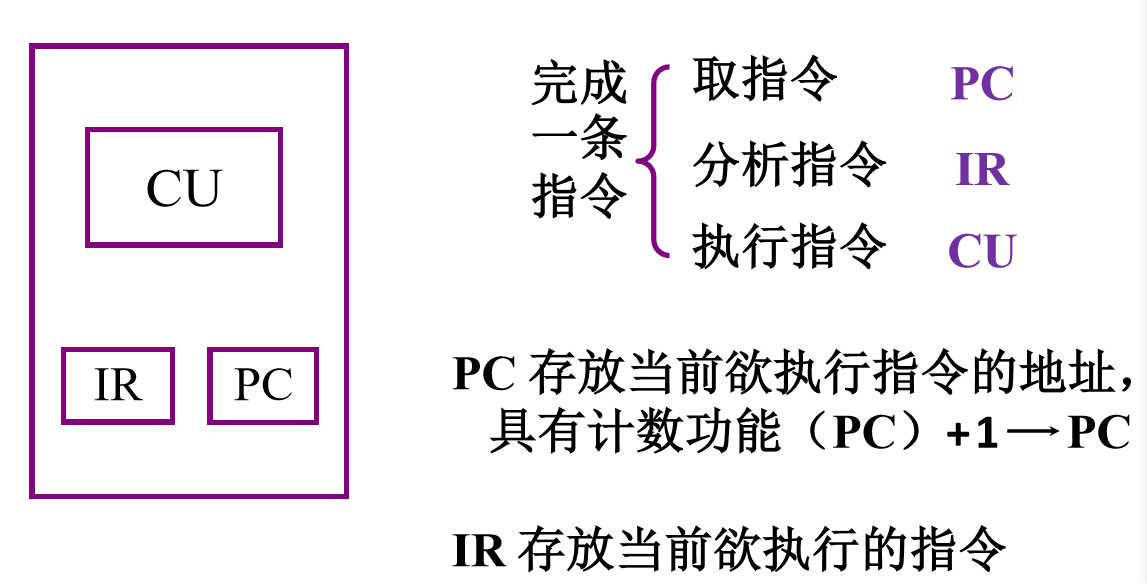 CU
IR PC
完成
一条
指令
取指令 PC
分析指令 IR
执行指令 CU
PC 存放当前欲执行指令的地址，
具有计数功能（PC）+1→PC
IR 存放当前欲执行的指令